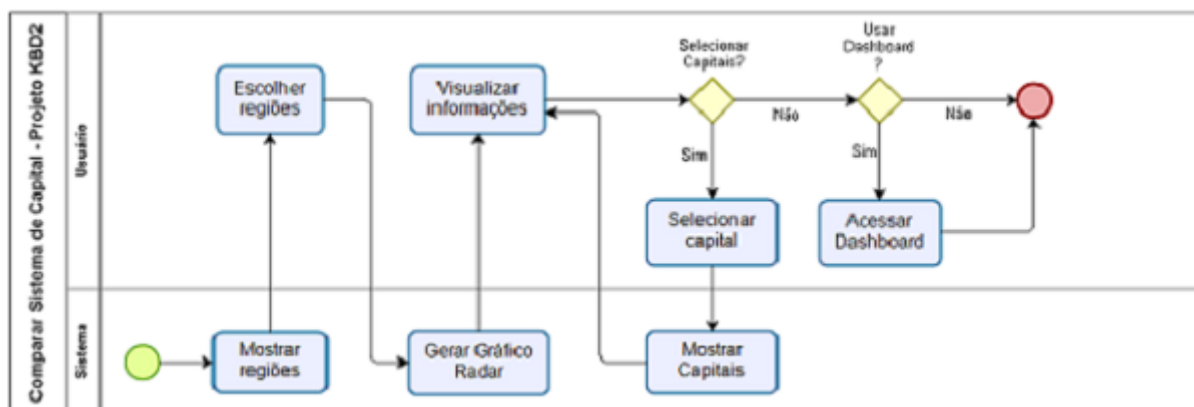 Comparar Sistema de Capital - Projeto KBD2
Usuário
Escolher
regiões
Visualizar
informações
Selecionar
Capitais?
Não
Usar
Dashboard
?
Não
Sim
Sim
Selecionar
capital
Acessar
Dashboard
Sistema
Mostrar
regiões
Gerar Gráfico
Radar
Mostrar
Capitais